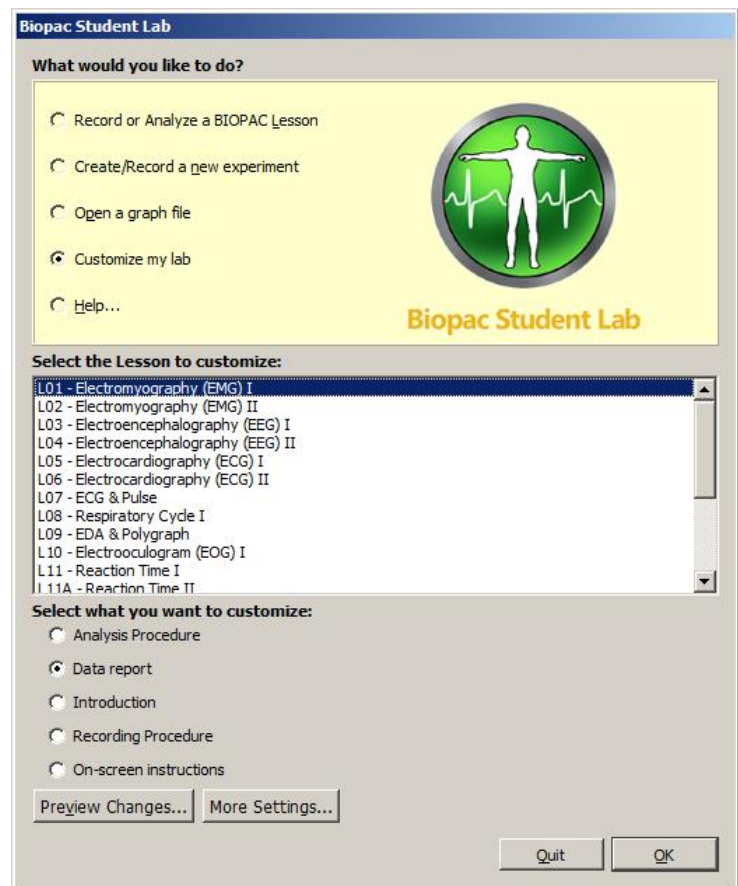 Biopac Student Lab
What would you like to do?
Record or Analyze a BIOPAC Lesson
Create/Record a new experiment
Open a graph file
Customize my lab
Help...
Biopac Student Lab
Select the Lesson to customize:
L01 - Electromyography (EMG) I
L02 - Electromyography (EMG) II
L03 - Electroencephalography (EEG) I
L04 - Electroencephalography (EEG) II
L05 - Electrocardiography (ECG) I
L06 - Electrocardiography (ECG) II
L07 - ECG & Pulse
L08 - Respiratory Cycle I
L09 - EDA & Polygraph
L10 - Electrooculogram (EOG) I
L11 - Reaction Time I
L11A - Reaction Time II
Select what you want to customize:
Analysis Procedure
Data report
Introduction
Recording Procedure
On-screen instructions
Preview Changes... More Settings...
Quit OK